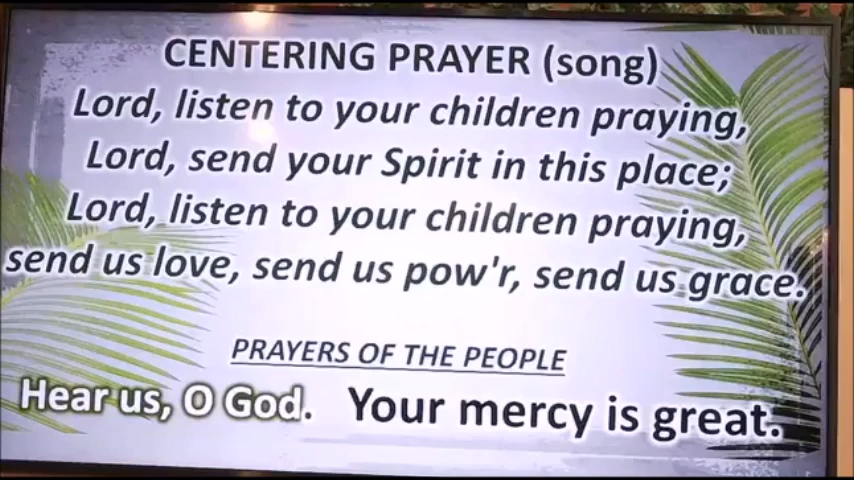 CENTERING PRAYER (song)
Lord, listen to your children praying,
Lord, send your Spirit in this place;
Lord, listen to your children praying,
send us love, send us pow'r, send us grace.
PRAYERS OF THE PEOPLE
Hear us, O God. Your mercy is great.